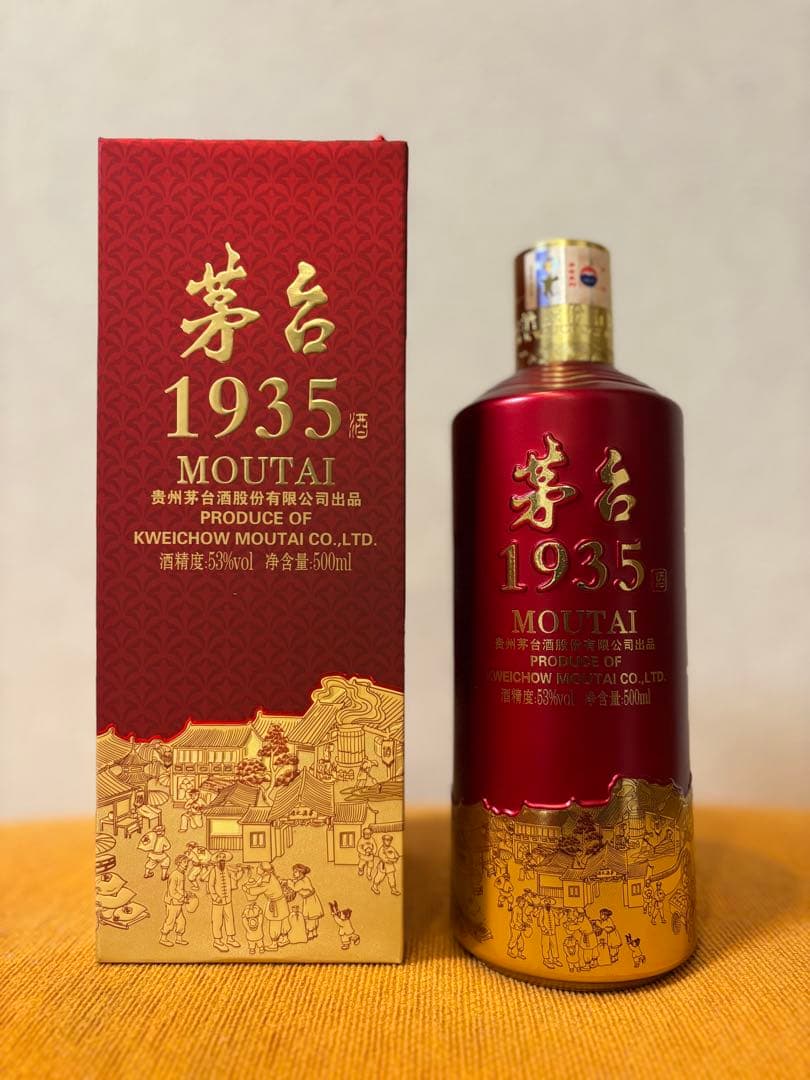 茅台
1935酒
MOUTAI
贵州茅台酒股份有限公司出品
PRODUCE OF
KWEICHOW MOUTAI CO.,LTD.
酒精度:53%vol 净含量:500ml
茅台
1935酒
MOUTAI
贵州茅台酒股份有限公司出品
PRODUCE OF
KWEICHOW MOUTAI CO.,LTD.
酒精度:53%vol 净含量:500ml